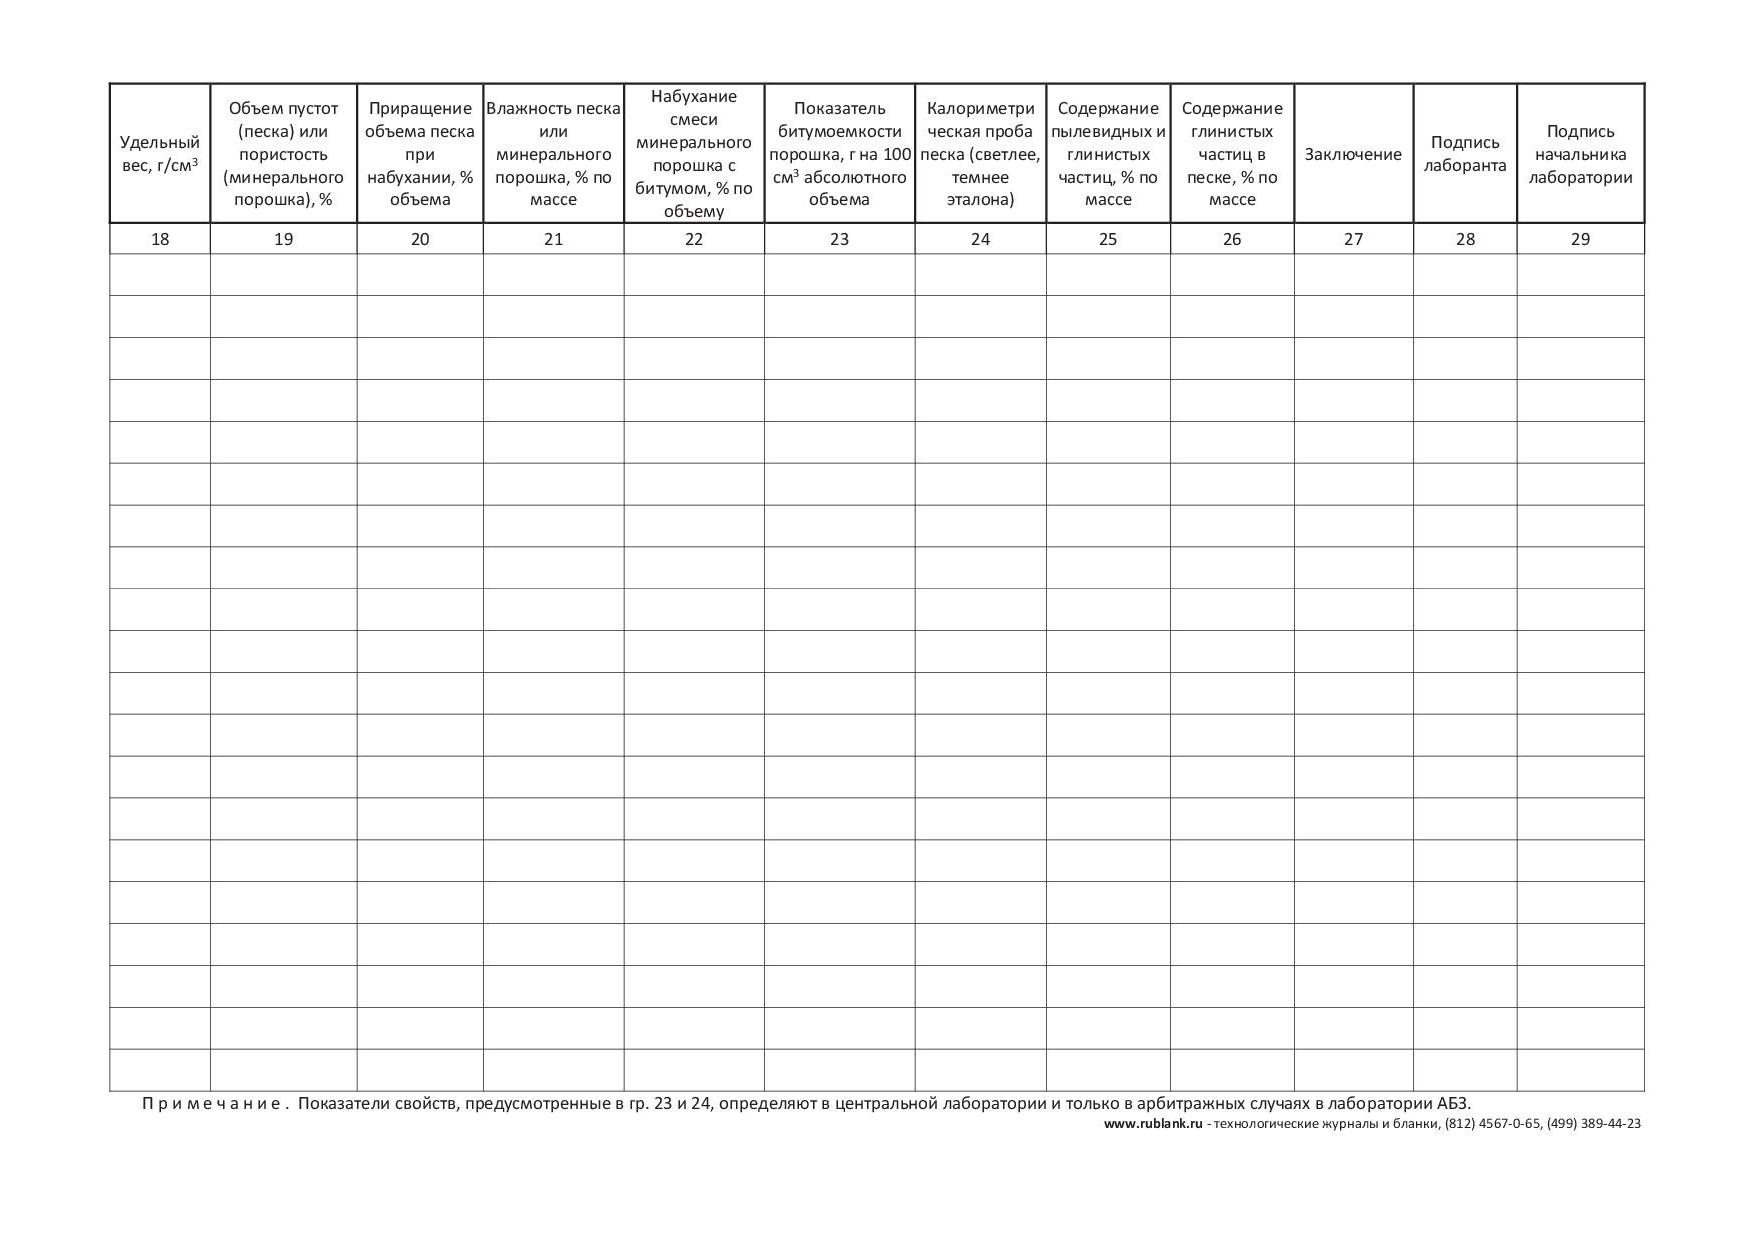 Удельный
вес, г/см³
Объем пустот
(песка) или
пористость
(минерального
порошка), %
Приращение
объема песка
при
набухании, %
объема
Влажность песка
или
минерального
порошка, % по
массе
Набухание
смеси
минерального
порошка с
битумом, % по
объему
Показатель
битумоемкости
порошка, г на 100
см³ абсолютного
объема
Калориметри
ческая проба
песка (светлее,
темнее
эталона)
Содержание
пылевидных и
глинистых
частиц, % по
массе
Содержание
глинистых
частиц в
песке, % по
массе
Заключение
Подпись
лаборанта
Подпись
начальника
лаборатории
18 19 20 21 22 23 24 25 26 27 28 29
Примечание. Показатели свойств, предусмотренные в гр. 23 и 24, определяют в центральной лаборатории и только в арбитражных случаях в лаборатории АБЗ.
www.rublank.ru - технологические журналы и бланки, (812) 4567-0-65, (499) 389-44-23